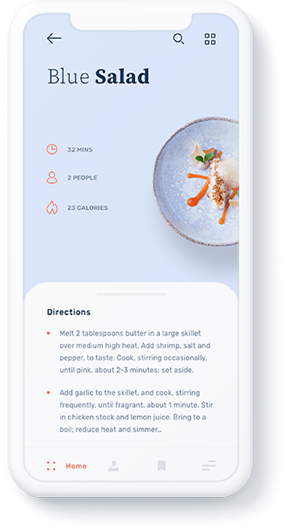 Blue Salad
32 MINS
2 PEOPLE
23 CALORIES
Directions
Melt 2 tablespoons butter in a large skillet
over medium high heat. Add shrimp, salt and
pepper, to taste. Cook, stirring occasionally,
until pink, about 2-3 minutes; set aside.
Add garlic to the skillet, and cook, stirring
frequently, until fragrant, about 1 minute. Stir
in chicken stock and lemon juice. Bring to a
boil; reduce heat and simmer...
Home